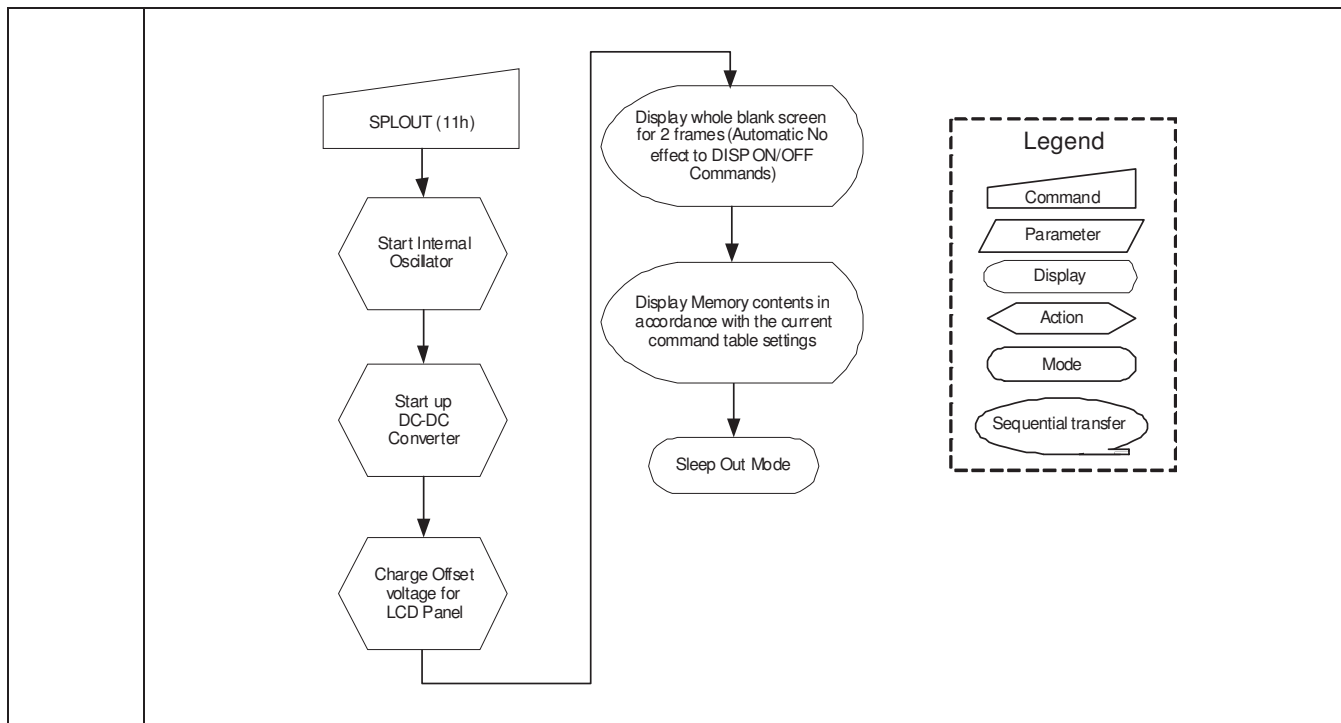 SPLOUT (11h)
Start Internal
Oscillator
Start up
DC-DC
Converter
Charge Offset
voltage for
LCD Panel
Display whole blank screen
for 2 frames (Automatic No
effect to DISP ON/OFF
Commands)
Display Memory contents in
accordance with the current
command table settings
Sleep Out Mode
Legend
Command
Parameter
Display
Action
Mode
Sequential transfer